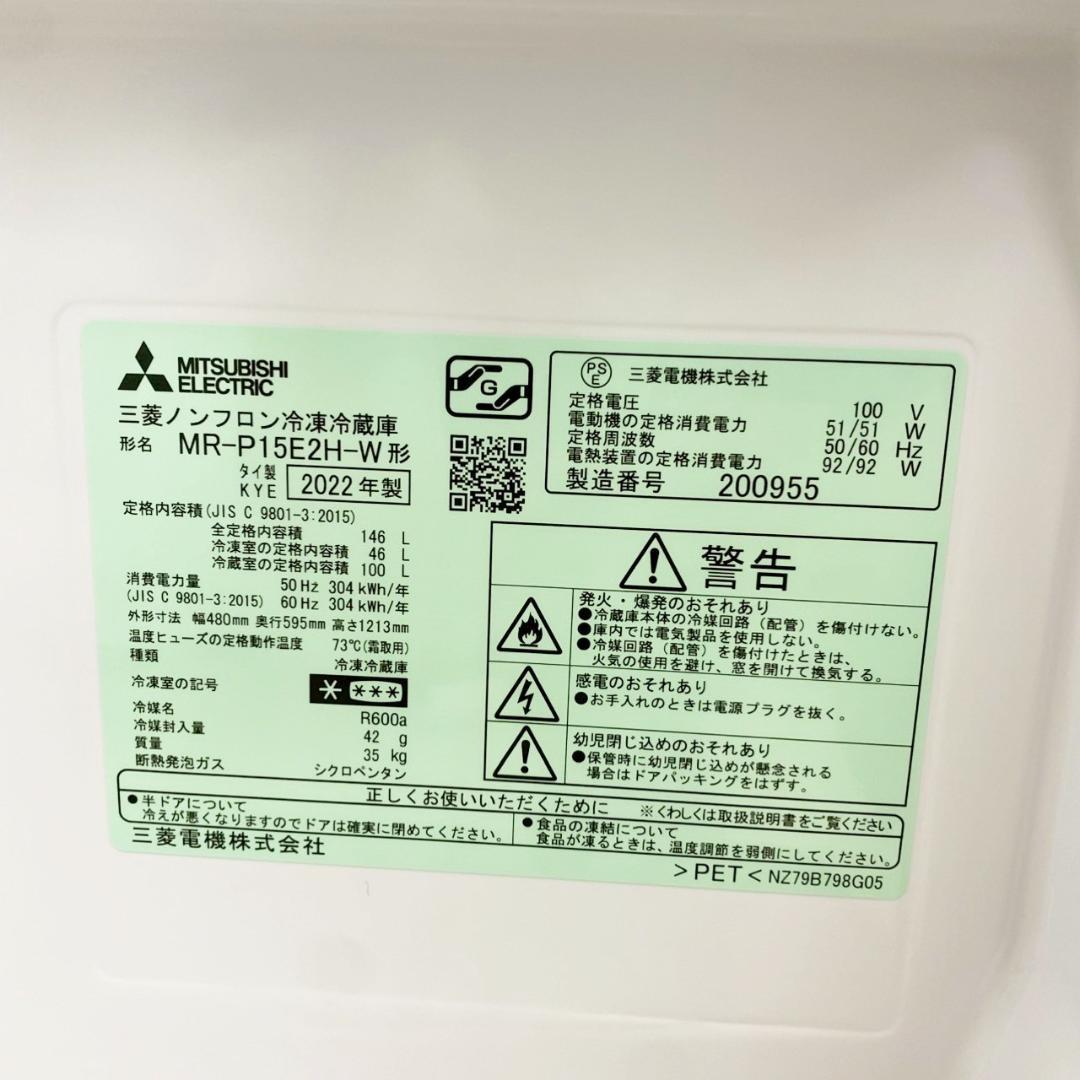 MITSUBISHI
ELECTRIC
三菱ノンフロン冷凍冷蔵庫
形名 MR-P15E2H-W形
タイ製
KYE 2022年製
定格内容積(JIS C 9801-3:2015)
全定格内容積 146 L
冷凍室の定格内容積 46 L
冷蔵室の定格内容積 100 L
消費電力量 50Hz 304kWh/年
(JIS C 9801-3:2015) 60Hz 304kWh/年
外形寸法 幅480mm 奥行595mm 高さ1213mm
温度ヒューズの定格動作温度 73℃(霜取用)
種類 冷凍冷蔵庫
冷凍室の記号 * ***
冷媒名 R600a
冷媒封入量 42 g
質量 35 kg
断熱発泡ガス シクロペンタン
G
PS
E
三菱電機株式会社
定格電圧 100 V
電動機の定格消費電力 51/51 W
定格周波数 50/60 Hz
電熱装置の定格消費電力 92/92 W
製造番号 200955
警告
発火・爆発のおそれあり
●冷蔵庫本体の冷媒回路(配管)を傷付けない。
●庫内では電気製品を使用しない。
●冷媒回路(配管)を傷付けたときは、
火気の使用を避け、窓を開けて換気する。
感電のおそれあり
●お手入れのときは電源プラグを抜く。
幼児閉じ込めのおそれあり
●保管時に幼児閉じ込めが懸念される
場合はドアパッキングをはずす。
正しくお使いいただくために ※くわしくは取扱説明書をご覧ください
●半ドアについて
冷えが悪くなりますのでドアは確実に閉めてください。
●食品の凍結について
食品が凍るときは、温度調節を弱側にしてください。
三菱電機株式会社
>PET< NZ79B798G05